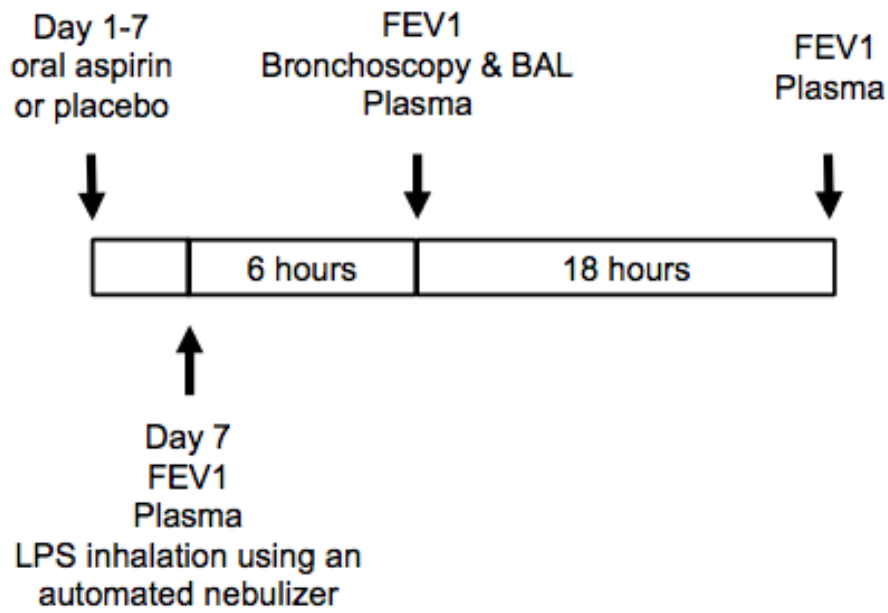 Day 1-7
oral aspirin
or placebo
FEV1
Bronchoscopy & BAL
Plasma
FEV1
Plasma
6 hours
18 hours
Day 7
FEV1
Plasma
LPS inhalation using an
automated nebulizer